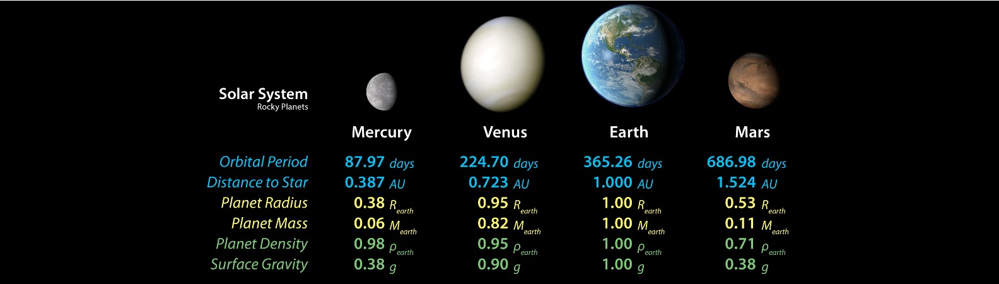 Solar System
Rocky Planets
Mercury Venus Earth Mars
Orbital Period 87.97 days 224.70 days 365.26 days 686.98 days
Distance to Star 0.387 AU 0.723 AU 1.000 AU 1.524 AU
Planet Radius 0.38 Rearth 0.95 Rearth 1.00 Rearth 0.53 Rearth
Planet Mass 0.06 Mearth 0.82 Mearth 1.00 Mearth 0.11 Mearth
Planet Density 0.98 ρearth 0.95 ρearth 1.00 ρearth 0.71 ρearth
Surface Gravity 0.38 g 0.90 g 1.00 g 0.38 g